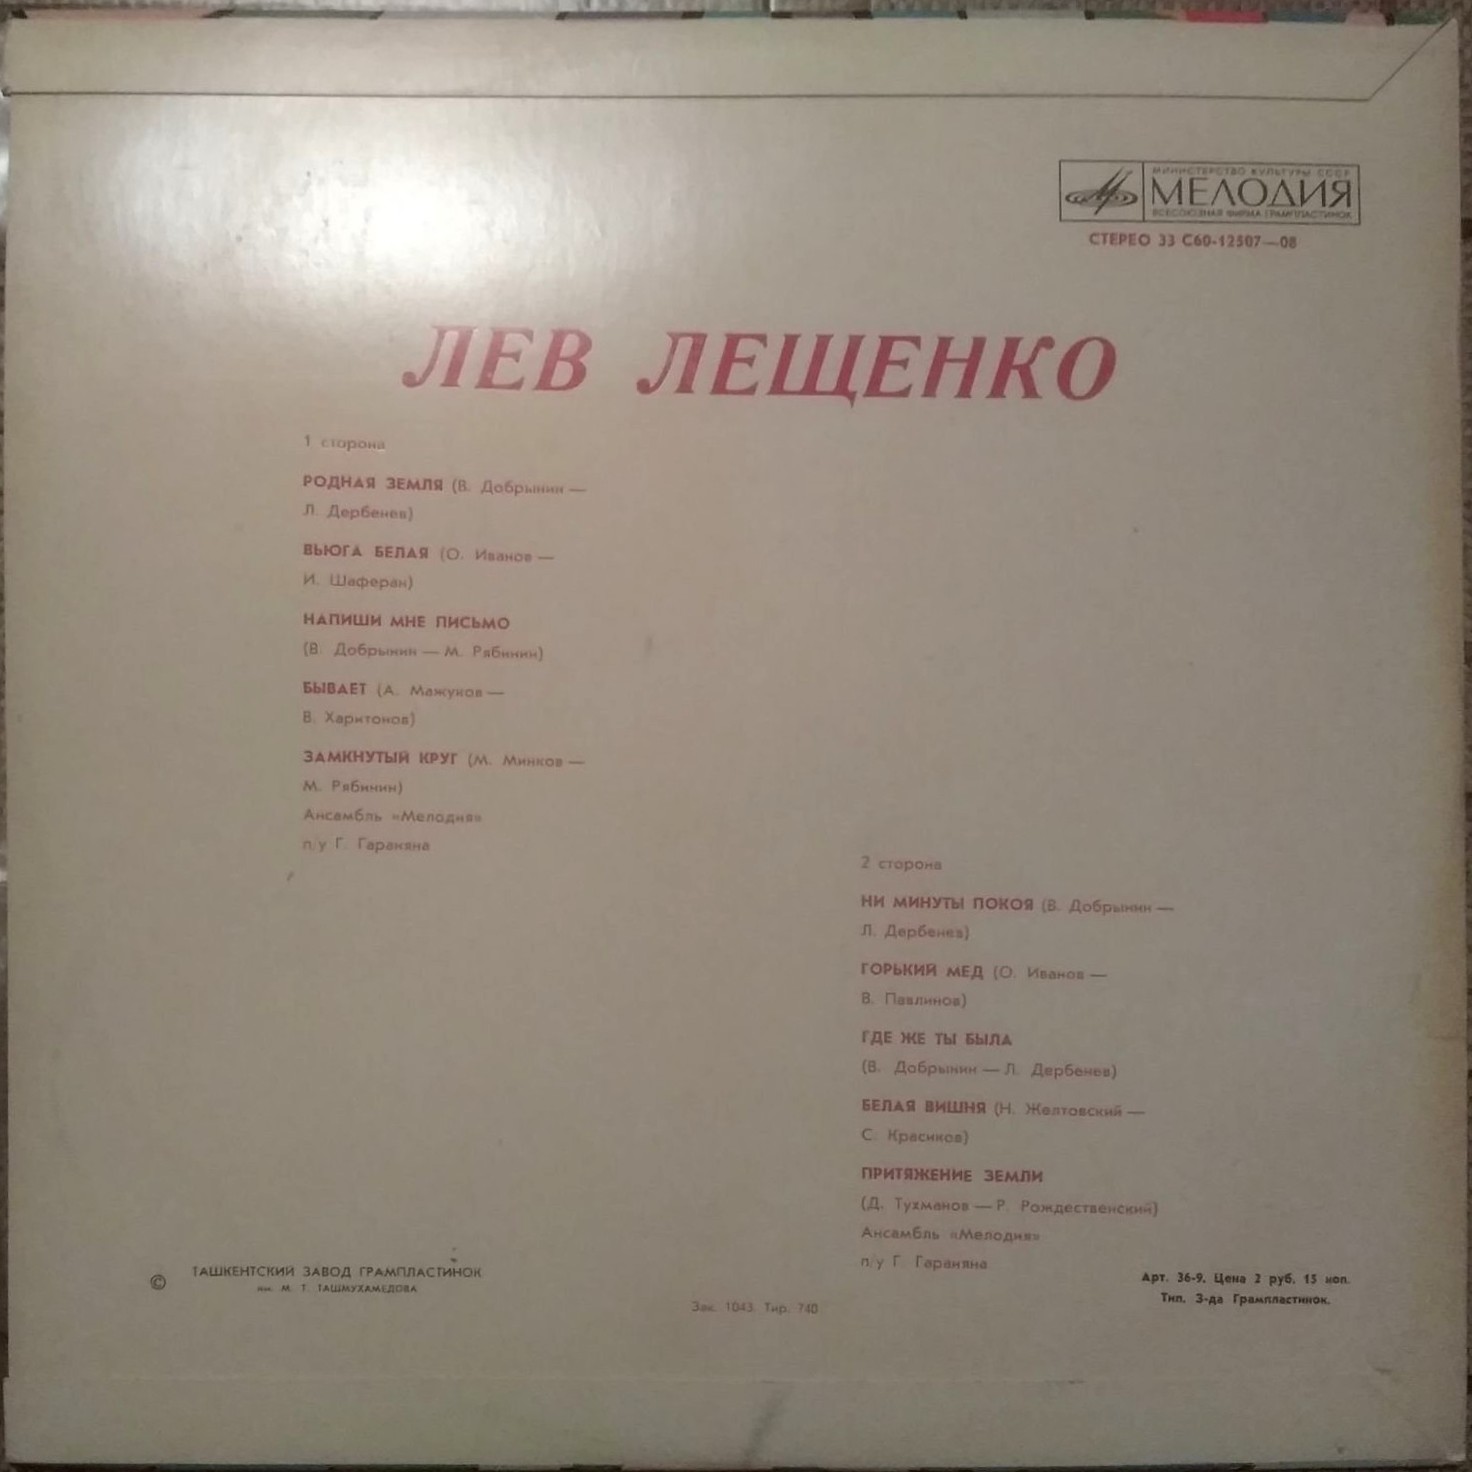 МИНИСТЕРСТВО КУЛЬТУРЫ СССР
МЕЛОДИЯ
ВСЕСОЮЗНАЯ ФИРМА ГРАМПЛАСТИНОК
СТЕРЕО 33 С60-12507—08
ЛЕВ ЛЕЩЕНКО
1 сторона
РОДНАЯ ЗЕМЛЯ (В. Добрынин —
Л. Дербенев)
ВЬЮГА БЕЛАЯ (О. Иванов —
И. Шаферан)
НАПИШИ МНЕ ПИСЬМО
(В. Добрынин — М. Рябинин)
БЫВАЕТ (А. Мажуков —
В. Харитонов)
ЗАМКНУТЫЙ КРУГ (М. Минков —
М. Рябинин)
Ансамбль «Мелодия»
п/у Г. Гараняна
2 сторона
НИ МИНУТЫ ПОКОЯ (В. Добрынин —
Л. Дербенев)
ГОРЬКИЙ МЕД (О. Иванов —
В. Павлинов)
ГДЕ ЖЕ ТЫ БЫЛА
(В. Добрынин — Л. Дербенев)
БЕЛАЯ ВИШНЯ (Н. Желтовский —
С. Красиков)
ПРИТЯЖЕНИЕ ЗЕМЛИ
(Д. Тухманов — Р. Рождественский)
Ансамбль «Мелодия»
п/у Г. Гараняна
© ТАШКЕНТСКИЙ ЗАВОД ГРАМПЛАСТИНОК
им. М. Т. ТАШМУХАМЕДОВА
Зак. 1043. Тир. 740
Арт. 36-9. Цена 2 руб. 15 коп.
Тип. З-да Грампластинок.